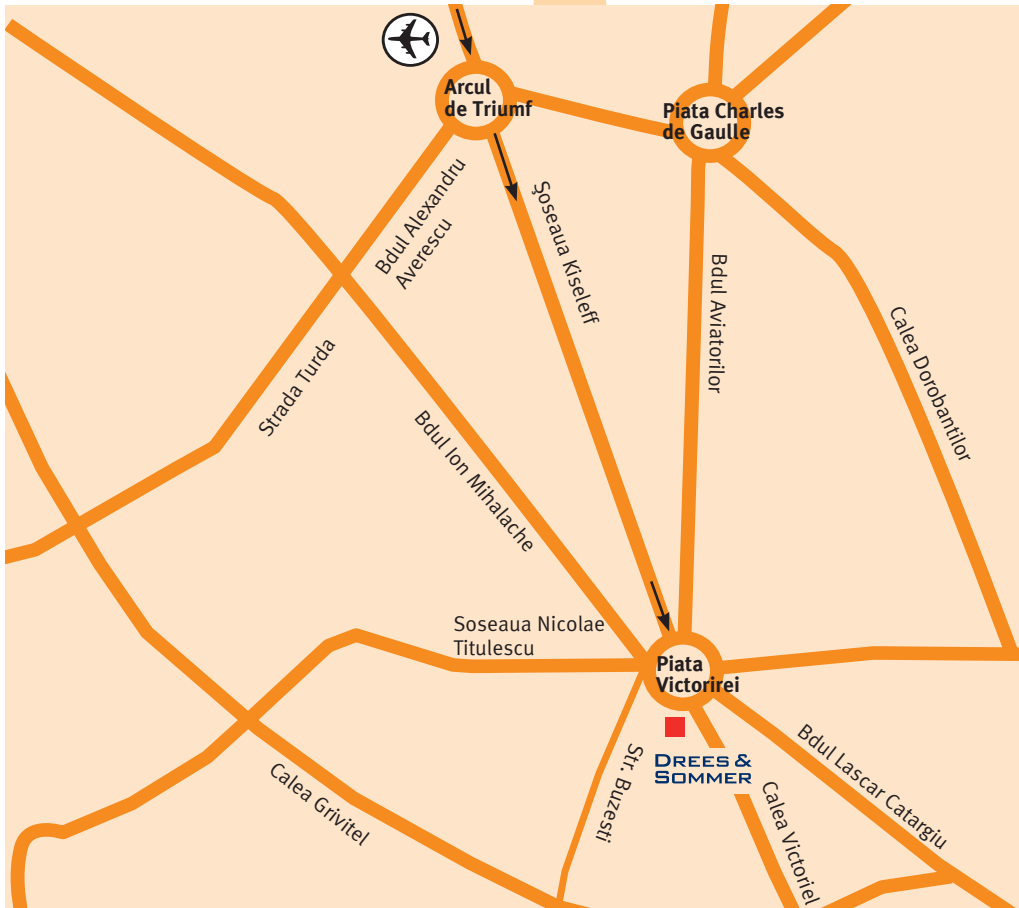 Arcul
de Triumf
Piata Charles
de Gaulle
Bdul Alexandru
Averescu
Şoseaua Kiseleff
Bdul Aviatorilor
Calea Dorobantilor
Strada Turda
Bdul Ion Mihalache
Soseaua Nicolae
Titulescu
Piata
Victorirei
DREES &
SOMMER
Str. Buzesti
Bdul Lascar Catargiu
Calea Grivitel
Calea Victoriel